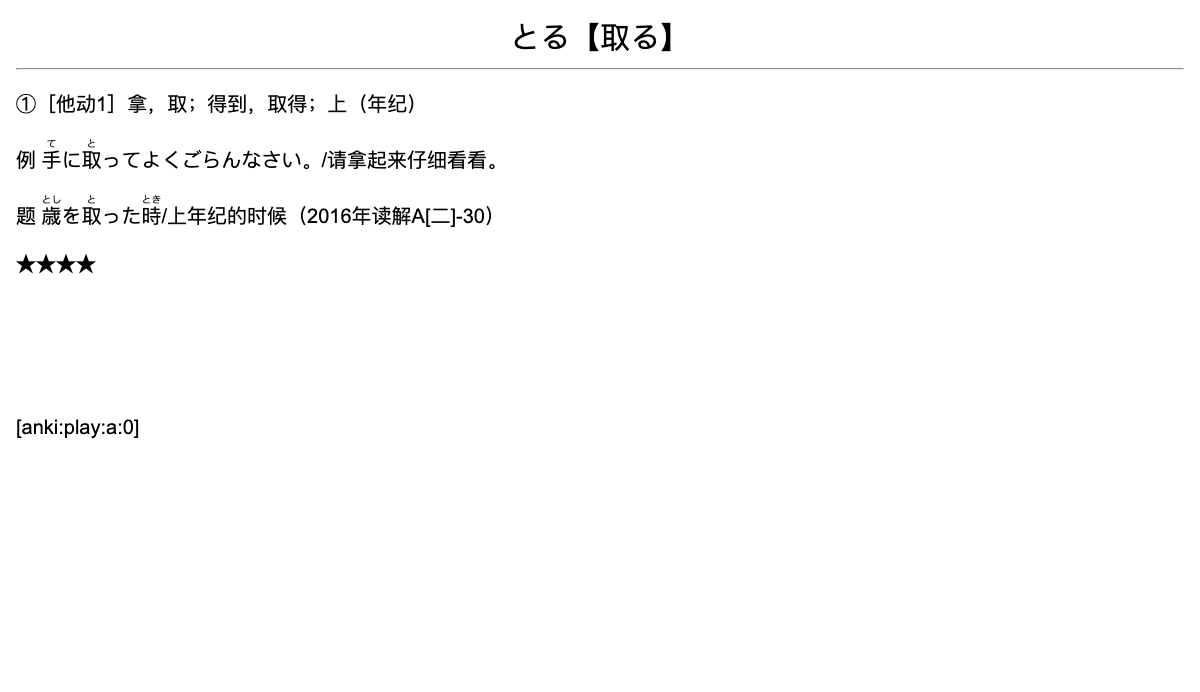 とる【取る】
①［他动1］拿，取；得到，取得；上（年纪）
て と
例 手に取ってよくごらんなさい。/请拿起来仔细看看。
とし と とき
题 歳を取った時/上年纪的时候（2016年读解A[二]-30）
★★★★
[anki:play:a:0]